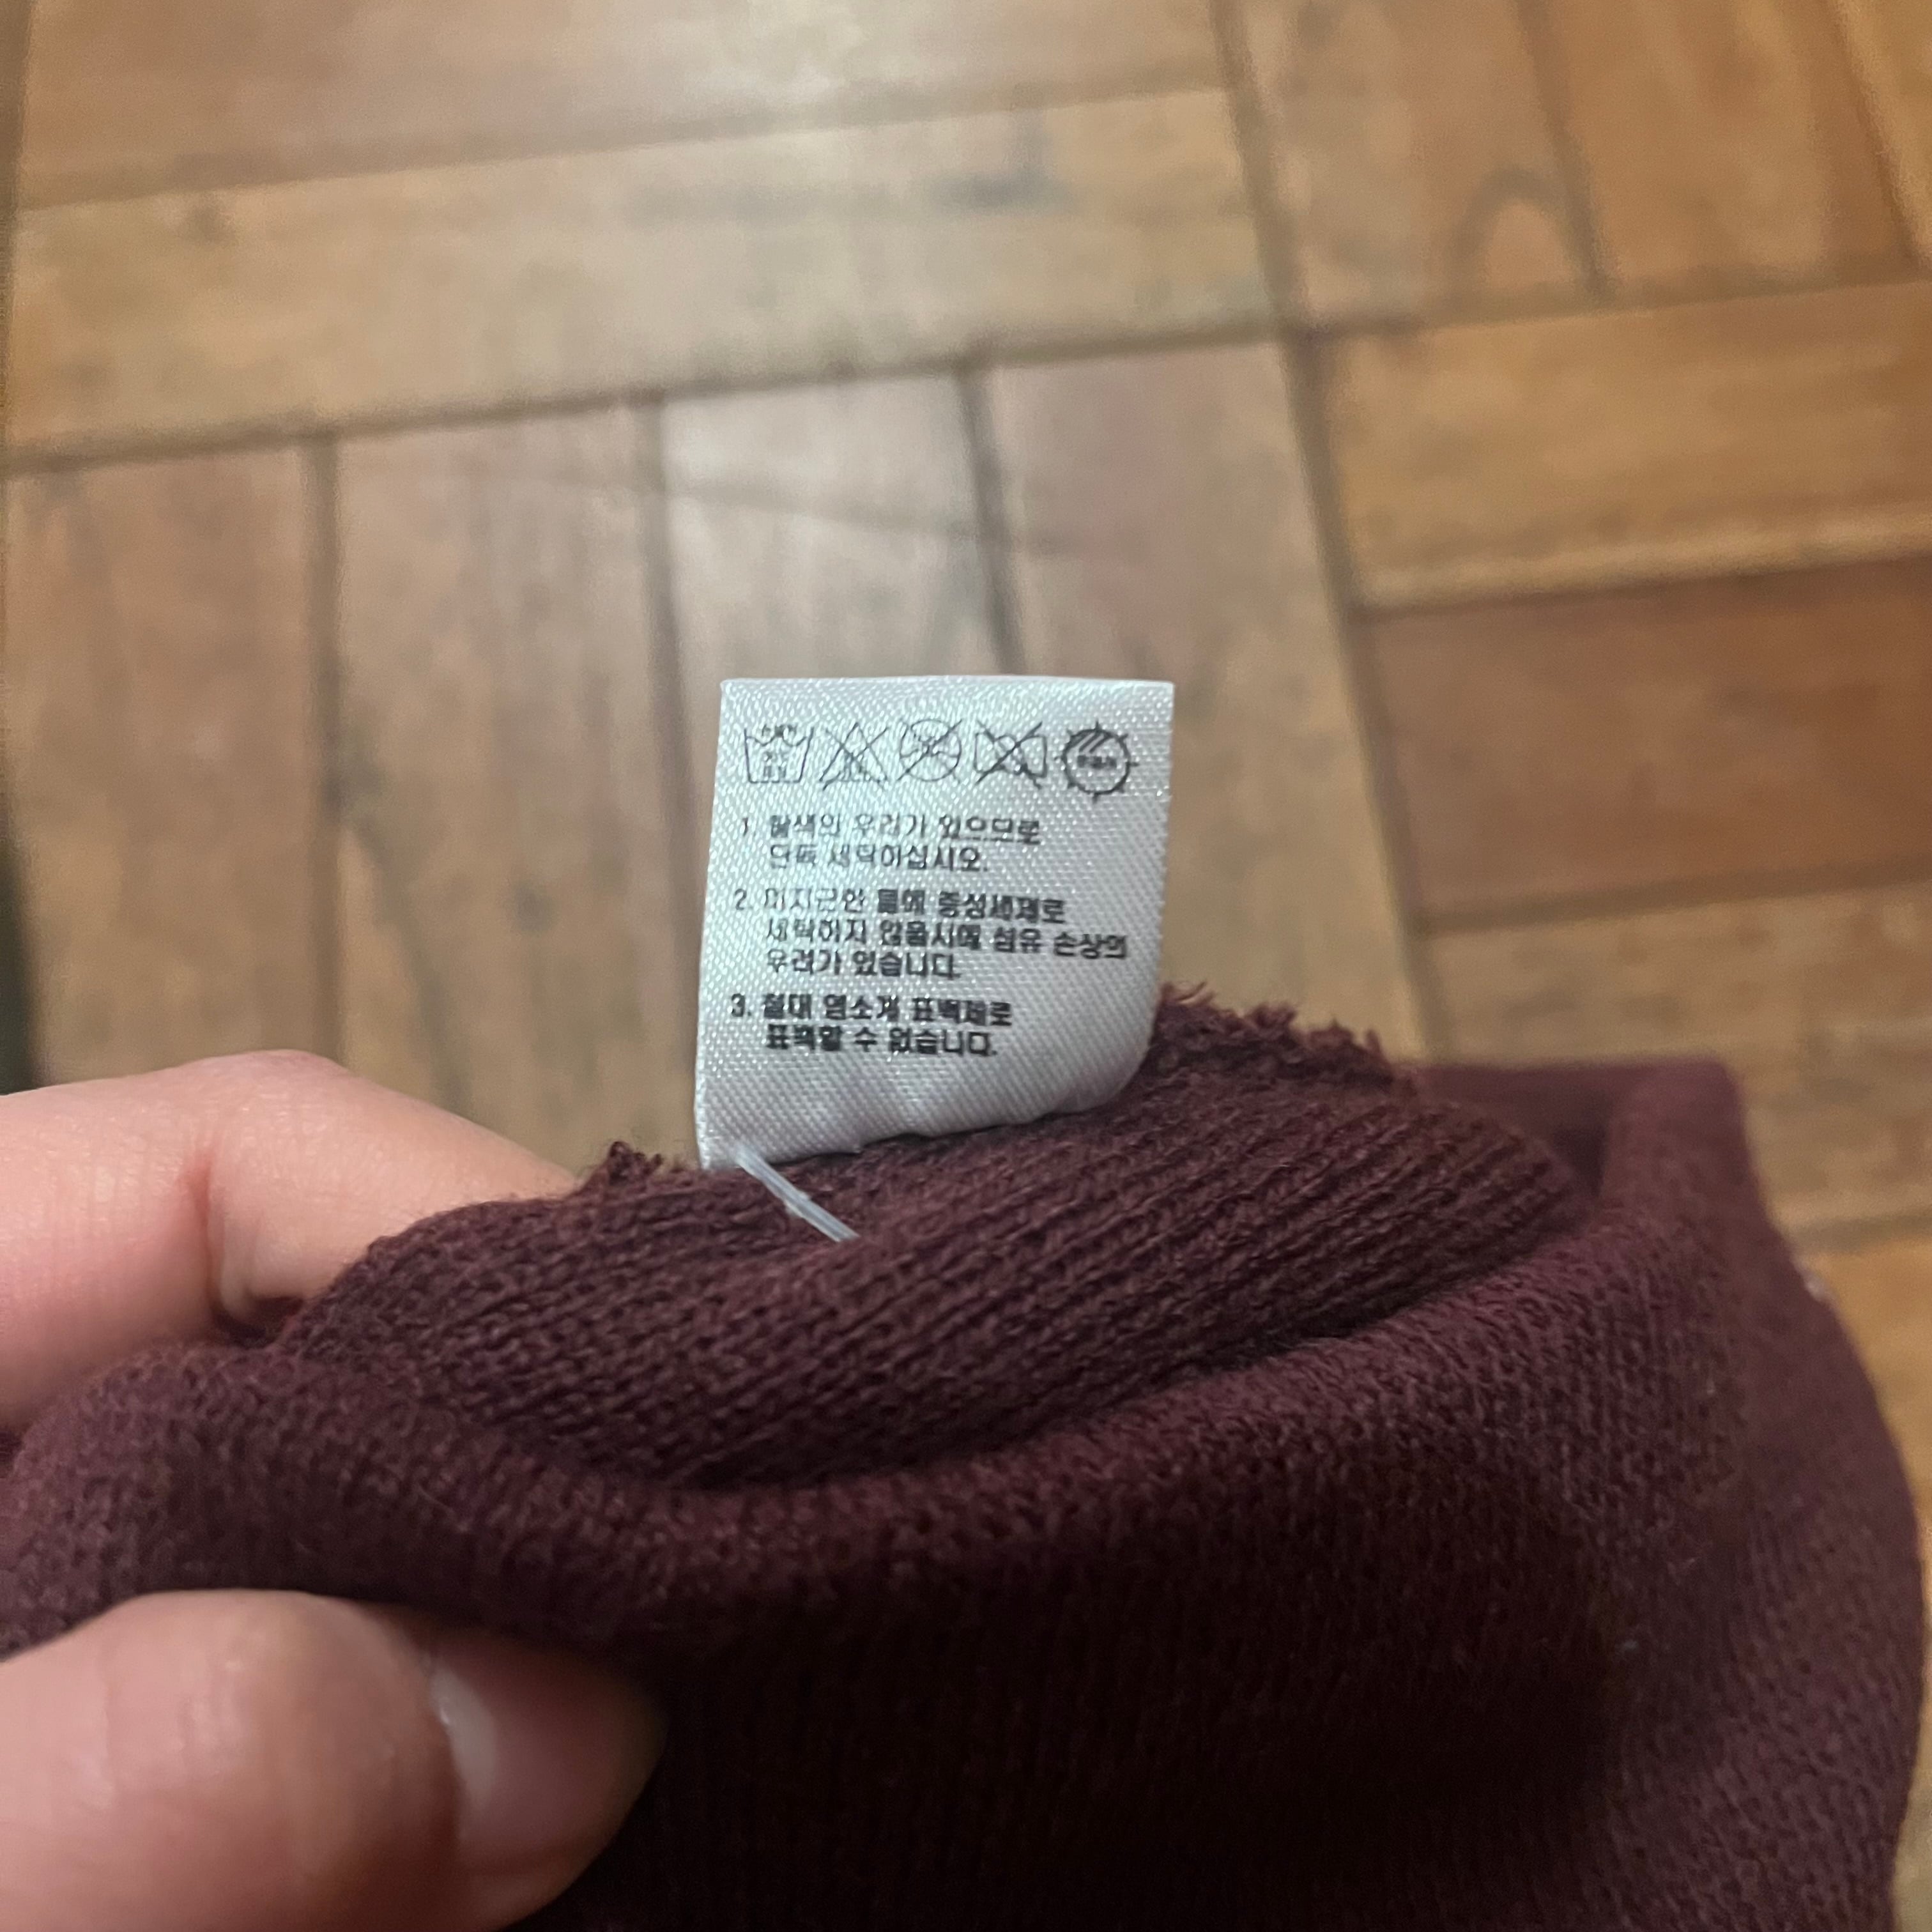 1. 탈색의 우려가 있으므로
단독 세탁하십시오.
2. 미지근한 물에 중성세제로
세탁하지 않을시에 섬유 손상의
우려가 있습니다.
3. 절대 염소계 표백제로
표백할 수 없습니다.